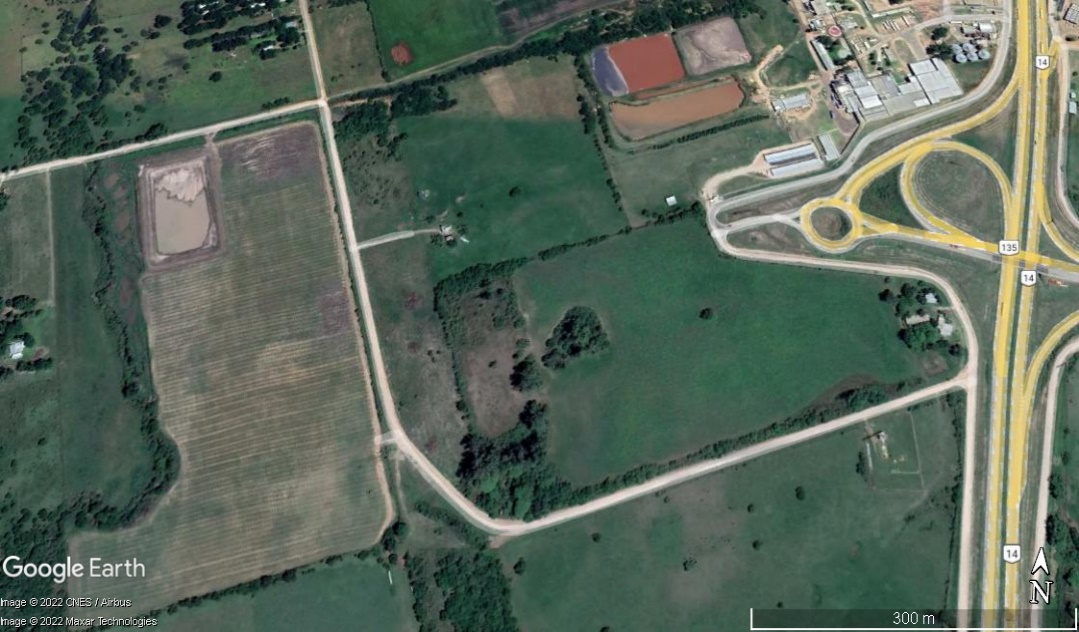 14
135
14
14
Google Earth
N
Image © 2022 CNES / Airbus
300 m
Image © 2022 Maxar Technologies